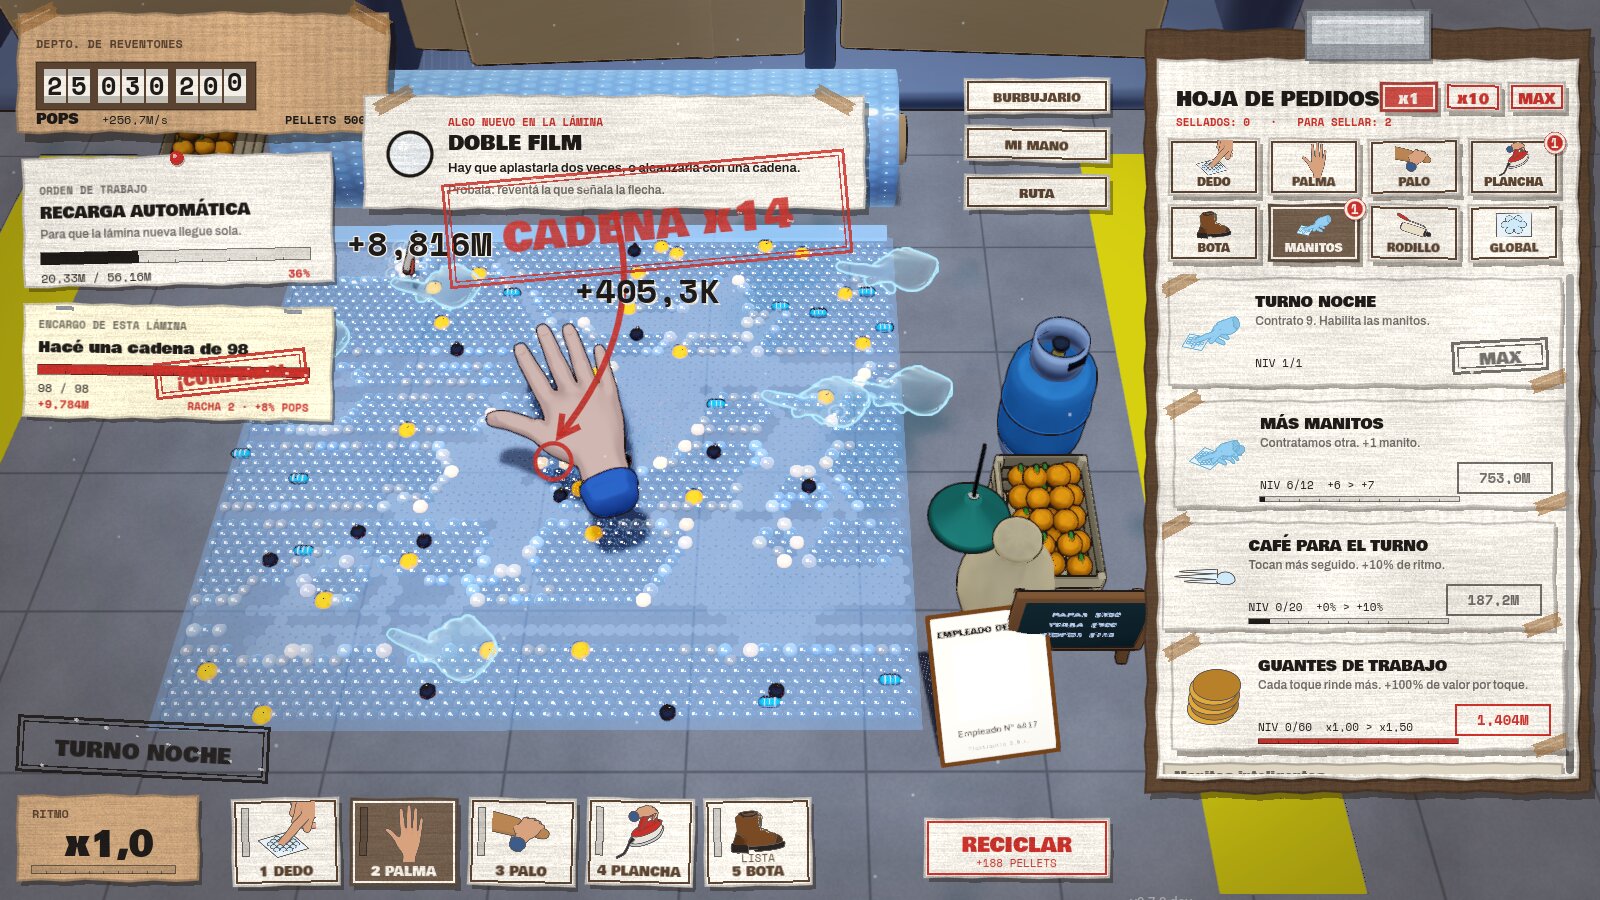 DEPTO. DE REVENTONES
25 030 200
POPS +256,7M/s PELLETS 500
ORDEN DE TRABAJO
RECARGA AUTOMÁTICA
Para que la lámina nueva llegue sola.
20,33M / 56,16M 36%
ENCARGO DE ESTA LÁMINA
Hacé una cadena de 98
98 / 98
+9,784M RACHA 2 · +8% POPS
ALGO NUEVO EN LA LÁMINA
DOBLE FILM
Hay que aplastarla dos veces, o alcanzarla con una cadena.
Probala: reventá la que señala la flecha.
CADENA x14
+8,816M
+405,3K
BURBUJARIO
MI MANO
RUTA
HOJA DE PEDIDOS x1 x10 MAX
SELLADOS: 0 · PARA SELLAR: 2
DEDO
PALMA
PALO
PLANCHA
1
BOTA
MANITOS
1
RODILLO
GLOBAL
TURNO NOCHE
Contrato 9. Habilita las manitos.
NIV 1/1
MAX
MÁS MANITOS
Contratamos otra. +1 manito.
NIV 6/12 +6 > +7
753,0M
CAFÉ PARA EL TURNO
Tocan más seguido. +10% de ritmo.
NIV 0/20 +0% > +10%
187,2M
GUANTES DE TRABAJO
Cada toque rinde más. +100% de valor por toque.
NIV 0/60 x1,00 > x1,50
1,404M
EMPLEADO DE
Empleado N° 4817
TURNO NOCHE
RITMO
x1,0
1 DEDO
2 PALMA
3 PALO
4 PLANCHA
LISTA
5 BOTA
RECICLAR
+188 PELLETS